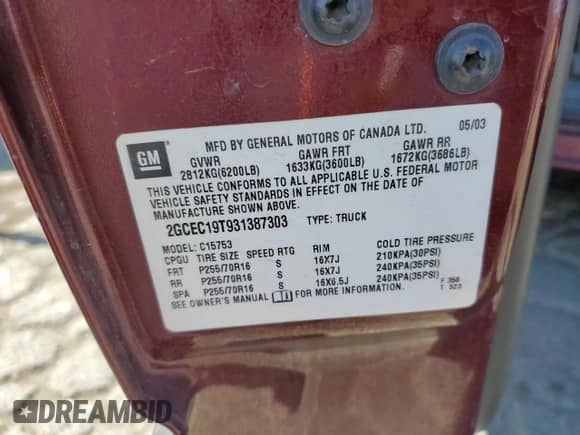 MFD BY GENERAL MOTORS OF CANADA LTD. 05/03
GM GVWR GAWR FRT GAWR RR
2812KG(6200LB) 1633KG(3600LB) 1672KG(3686LB)
THIS VEHICLE CONFORMS TO ALL APPLICABLE U.S. FEDERAL MOTOR
VEHICLE SAFETY STANDARDS IN EFFECT ON THE DATE OF
MANUFACTURE SHOWN ABOVE.
2GCEC19T931387303 TYPE: TRUCK
MODEL: C15753
CPGU TIRE SIZE SPEED RTG RIM COLD TIRE PRESSURE
FRT P255/70R16 S 16X7J 210KPA(30PSI)
RR P255/70R16 S 16X7J 240KPA(35PSI)
SPA P255/70R16 S 16X6.5J 240KPA(35PSI)
SEE OWNER'S MANUAL FOR MORE INFORMATION.
F 358
T 523
DREAMBID